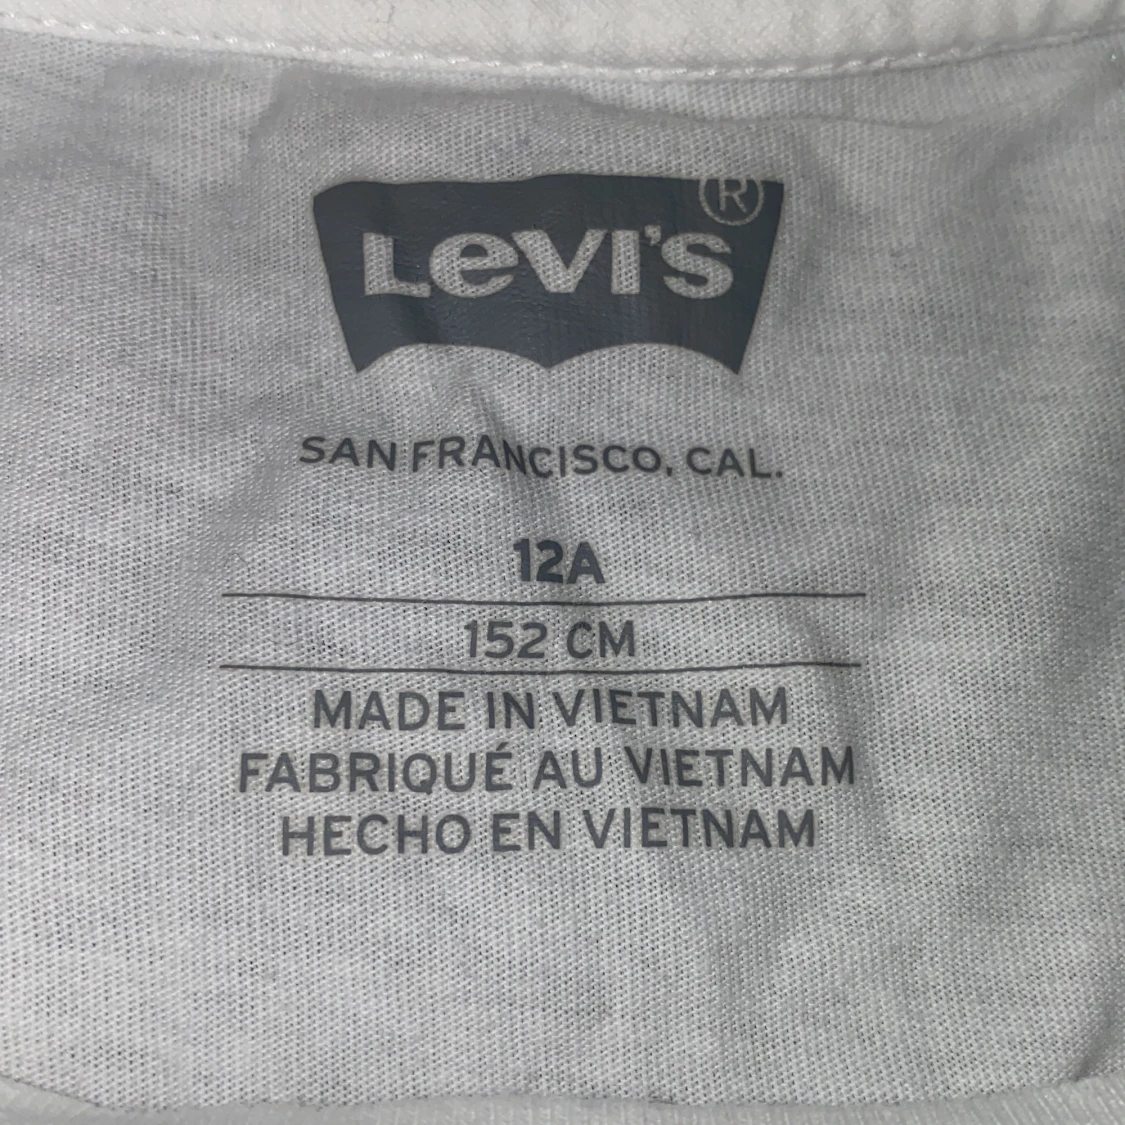 ®
Levi's
SAN FRANCISCO, CAL.
12A
152 CM
MADE IN VIETNAM
FABRIQUÉ AU VIETNAM
HECHO EN VIETNAM